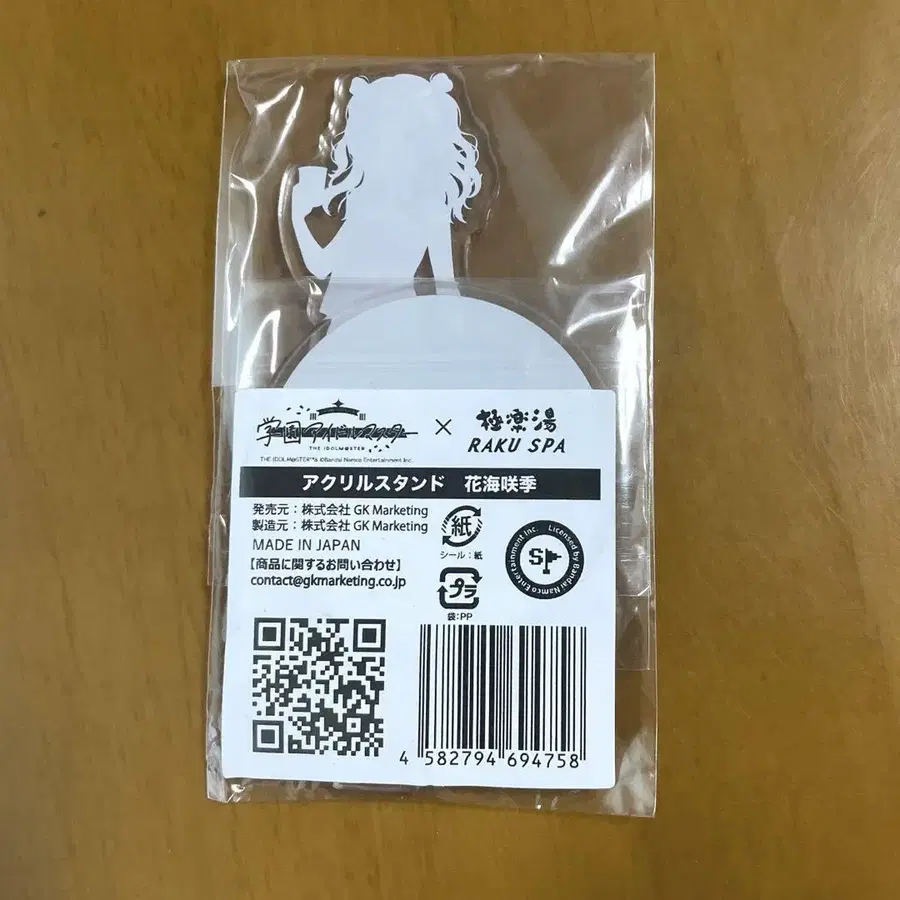 学園アイドルマスター
THE IDOLM@STER
THE IDOLM@STER™& ©Bandai Namco Entertainment Inc.
×
極楽湯
RAKU SPA
アクリルスタンド 花海咲季
発売元：株式会社 GK Marketing
製造元：株式会社 GK Marketing
MADE IN JAPAN
【商品に関するお問い合わせ】
contact@gkmarketing.co.jp
紙
シール：紙
プラ
袋：PP
Licensed by Bandai Namco Entertainment Inc.
SP
4 582794 694758